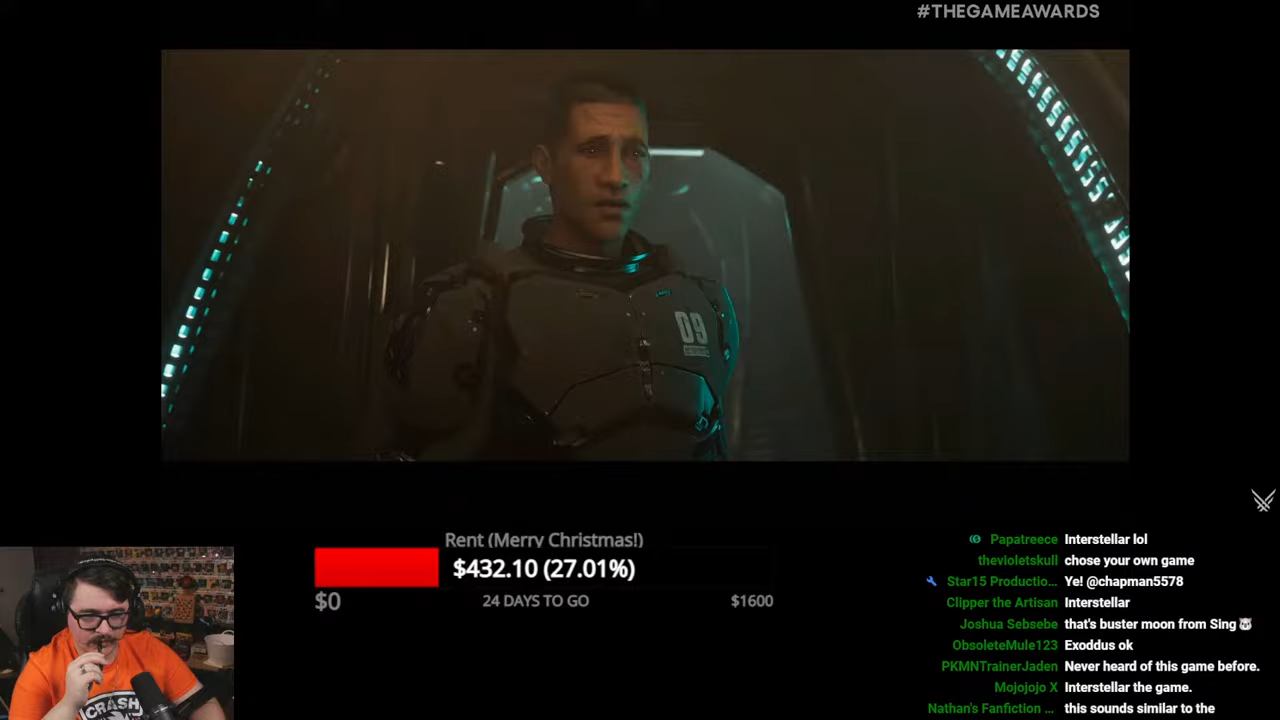 #THEGAMEAWARDS
09
Rent (Merry Christmas!)
$432.10 (27.01%)
$0
24 DAYS TO GO
$1600
Papatreece Interstellar lol
thevioletskull chose your own game
Star15 Productio... Ye! @chapman5578
Clipper the Artisan Interstellar
Joshua Sebsebe that's buster moon from Sing
ObsoleteMule123 Exoddus ok
PKMNTrainerJaden Never heard of this game before.
Mojojojo X Interstellar the game.
Nathan's Fanfiction ... this sounds similar to the
CRASH